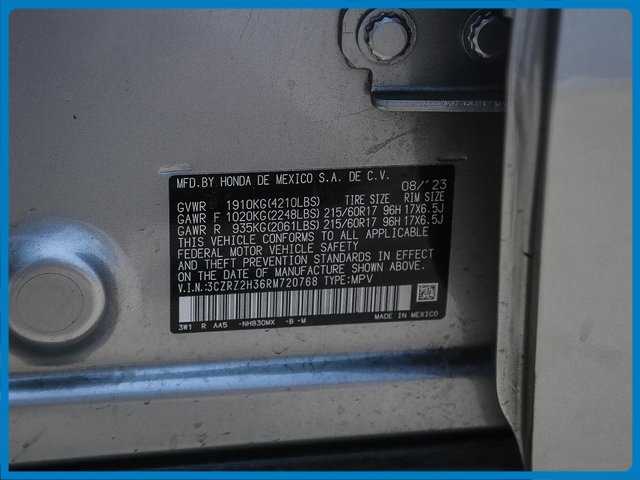 MFD.BY HONDA DE MEXICO S.A. DE C.V.
08/'23
GVWR 1910KG(4210LBS) TIRE SIZE RIM SIZE
GAWR F 1020KG(2248LBS) 215/60R17 96H 17X6.5J
GAWR R 935KG(2061LBS) 215/60R17 96H 17X6.5J
THIS VEHICLE CONFORMS TO ALL APPLICABLE
FEDERAL MOTOR VEHICLE SAFETY
AND THEFT PREVENTION STANDARDS IN EFFECT
ON THE DATE OF MANUFACTURE SHOWN ABOVE.
V.I.N.:3CZRZ2H36RM720768 TYPE:MPV
3W1 R AA5 -NH830MX -B -M MADE IN MEXICO